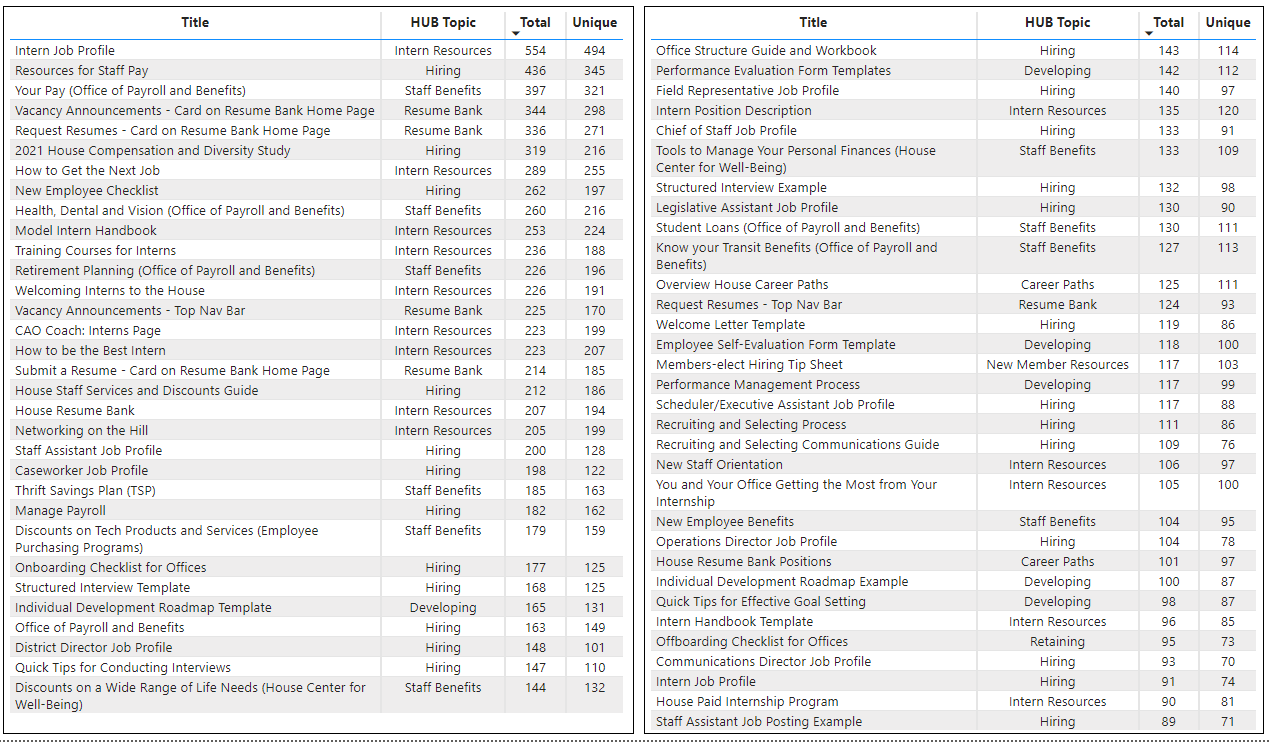 Title HUB Topic Total Unique
Intern Job Profile Intern Resources 554 494
Resources for Staff Pay Hiring 436 345
Your Pay (Office of Payroll and Benefits) Staff Benefits 397 321
Vacancy Announcements - Card on Resume Bank Home Page Resume Bank 344 298
Request Resumes - Card on Resume Bank Home Page Resume Bank 336 271
2021 House Compensation and Diversity Study Hiring 319 216
How to Get the Next Job Intern Resources 289 255
New Employee Checklist Hiring 262 197
Health, Dental and Vision (Office of Payroll and Benefits) Staff Benefits 260 216
Model Intern Handbook Intern Resources 253 224
Training Courses for Interns Intern Resources 236 188
Retirement Planning (Office of Payroll and Benefits) Staff Benefits 226 196
Welcoming Interns to the House Intern Resources 226 191
Vacancy Announcements - Top Nav Bar Resume Bank 225 170
CAO Coach: Interns Page Intern Resources 223 199
How to be the Best Intern Intern Resources 223 207
Submit a Resume - Card on Resume Bank Home Page Resume Bank 214 185
House Staff Services and Discounts Guide Hiring 212 186
House Resume Bank Intern Resources 207 194
Networking on the Hill Intern Resources 205 199
Staff Assistant Job Profile Hiring 200 128
Caseworker Job Profile Hiring 198 122
Thrift Savings Plan (TSP) Staff Benefits 185 163
Manage Payroll Hiring 182 162
Discounts on Tech Products and Services (Employee Staff Benefits 179 159
Purchasing Programs)
Onboarding Checklist for Offices Hiring 177 125
Structured Interview Template Hiring 168 125
Individual Development Roadmap Template Developing 165 131
Office of Payroll and Benefits Hiring 163 149
District Director Job Profile Hiring 148 101
Quick Tips for Conducting Interviews Hiring 147 110
Discounts on a Wide Range of Life Needs (House Center for Staff Benefits 144 132
Well-Being)
Title HUB Topic Total Unique
Office Structure Guide and Workbook Hiring 143 114
Performance Evaluation Form Templates Developing 142 112
Field Representative Job Profile Hiring 140 97
Intern Position Description Intern Resources 135 120
Chief of Staff Job Profile Hiring 133 91
Tools to Manage Your Personal Finances (House Staff Benefits 133 109
Center for Well-Being)
Structured Interview Example Hiring 132 98
Legislative Assistant Job Profile Hiring 130 90
Student Loans (Office of Payroll and Benefits) Staff Benefits 130 111
Know your Transit Benefits (Office of Payroll and Staff Benefits 127 113
Benefits)
Overview House Career Paths Career Paths 125 111
Request Resumes - Top Nav Bar Resume Bank 124 93
Welcome Letter Template Hiring 119 86
Employee Self-Evaluation Form Template Developing 118 100
Members-elect Hiring Tip Sheet New Member Resources 117 103
Performance Management Process Developing 117 99
Scheduler/Executive Assistant Job Profile Hiring 117 88
Recruiting and Selecting Process Hiring 111 86
Recruiting and Selecting Communications Guide Hiring 109 76
New Staff Orientation Intern Resources 106 97
You and Your Office Getting the Most from Your Intern Resources 105 100
Internship
New Employee Benefits Staff Benefits 104 95
Operations Director Job Profile Hiring 104 78
House Resume Bank Positions Career Paths 101 97
Individual Development Roadmap Example Developing 100 87
Quick Tips for Effective Goal Setting Developing 98 87
Intern Handbook Template Intern Resources 96 85
Offboarding Checklist for Offices Retaining 95 73
Communications Director Job Profile Hiring 93 70
Intern Job Profile Hiring 91 74
House Paid Internship Program Intern Resources 90 81
Staff Assistant Job Posting Example Hiring 89 71